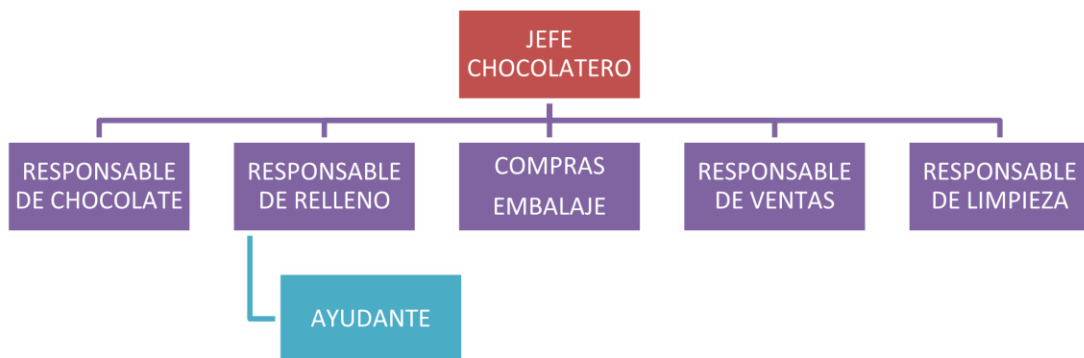 JEFE
CHOCOLATERO
RESPONSABLE
DE CHOCOLATE
RESPONSABLE
DE RELLENO
COMPRAS
EMBALAJE
RESPONSABLE
DE VENTAS
RESPONSABLE
DE LIMPIEZA
AYUDANTE